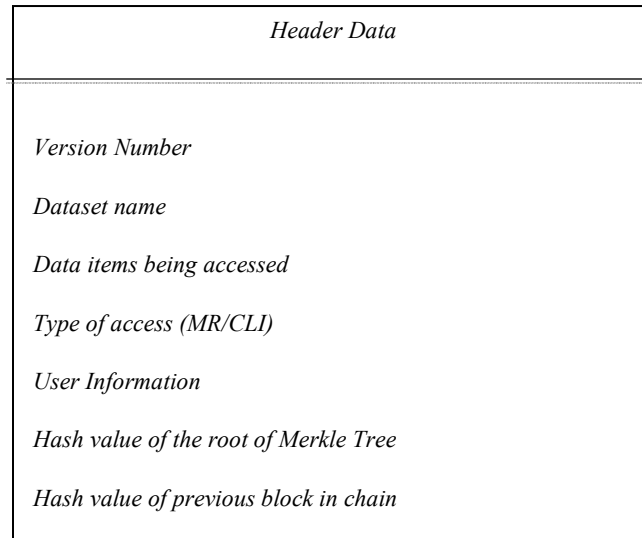 Header Data
Version Number
Dataset name
Data items being accessed
Type of access (MR/CLI)
User Information
Hash value of the root of Merkle Tree
Hash value of previous block in chain